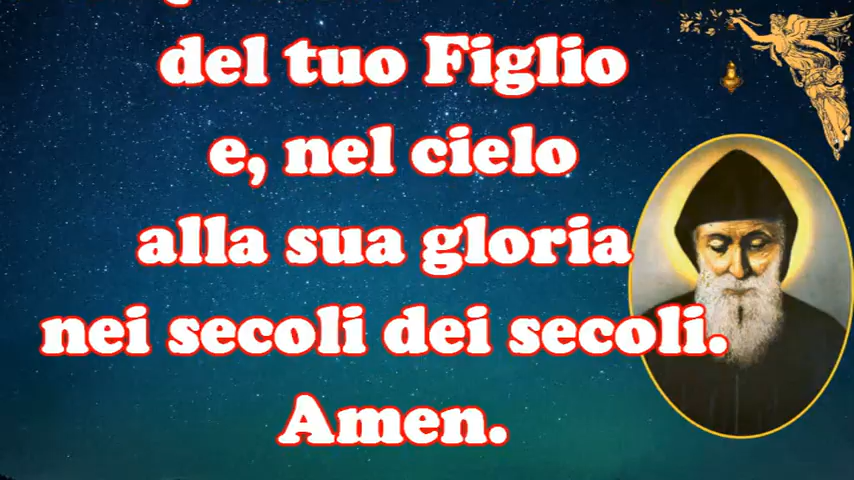 del tuo Figlio
e, nel cielo
alla sua gloria
nei secoli dei secoli.
Amen.